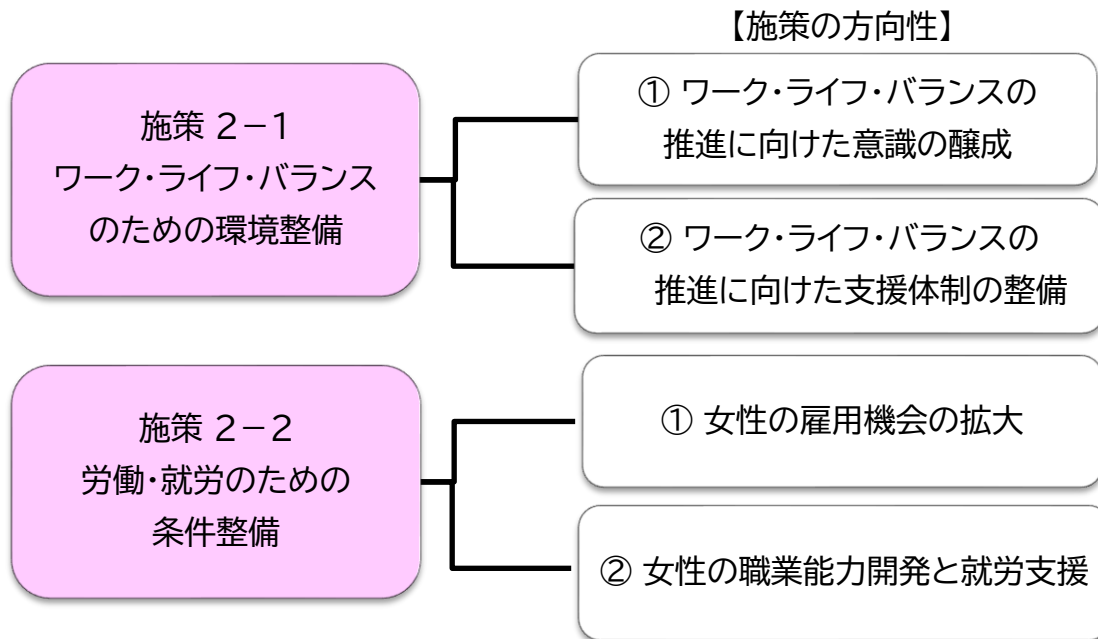 【施策の方向性】
施策 2－1
ワーク・ライフ・バランス
のための環境整備
① ワーク・ライフ・バランスの
推進に向けた意識の醸成
② ワーク・ライフ・バランスの
推進に向けた支援体制の整備
施策 2－2
労働・就労のための
条件整備
① 女性の雇用機会の拡大
② 女性の職業能力開発と就労支援